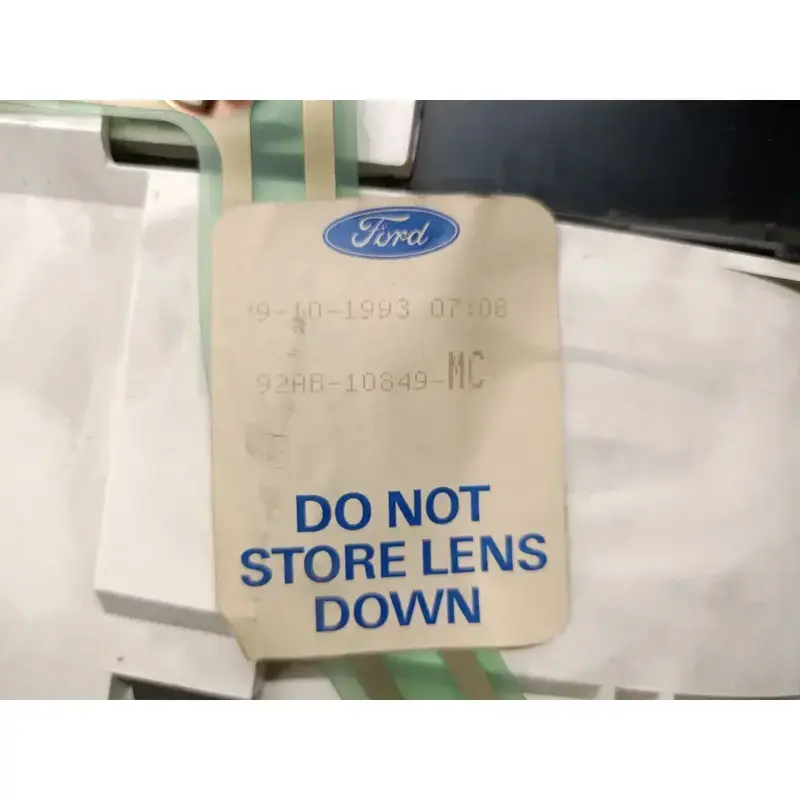 Ford
9-10-1993 07:08
92AB-10849-MC
DO NOT
STORE LENS
DOWN